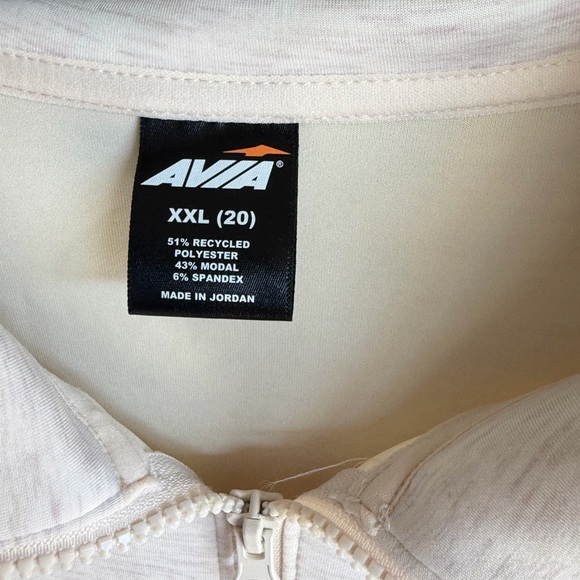 AVIA®
XXL (20)
51% RECYCLED
POLYESTER
43% MODAL
6% SPANDEX
MADE IN JORDAN